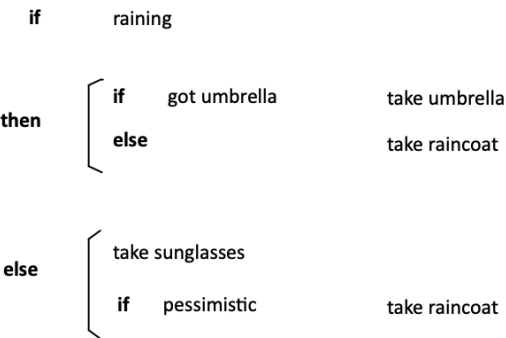 if raining
if got umbrella take umbrella
then
else take raincoat
take sunglasses
else
if pessimistic take raincoat